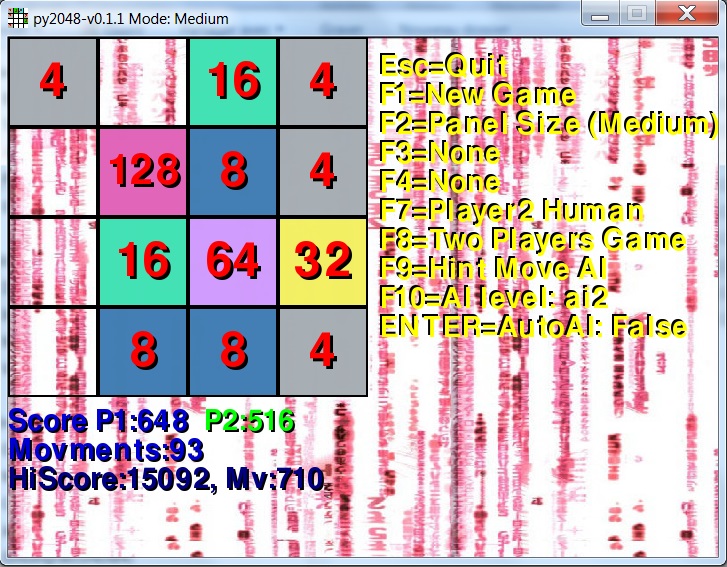 py2048-v0.1.1 Mode: Medium
4 16 4
128 8 4
16 64 32
8 8 4
Esc=Quit
F1=New Game
F2=Panel Size (Medium)
F3=None
F4=None
F7=Player2 Human
F8=Two Players Game
F9=Hint Move AI
F10=AI level: ai2
ENTER=AutoAI: False
Score P1:648 P2:516
Movments:93
HiScore:15092, Mv:710